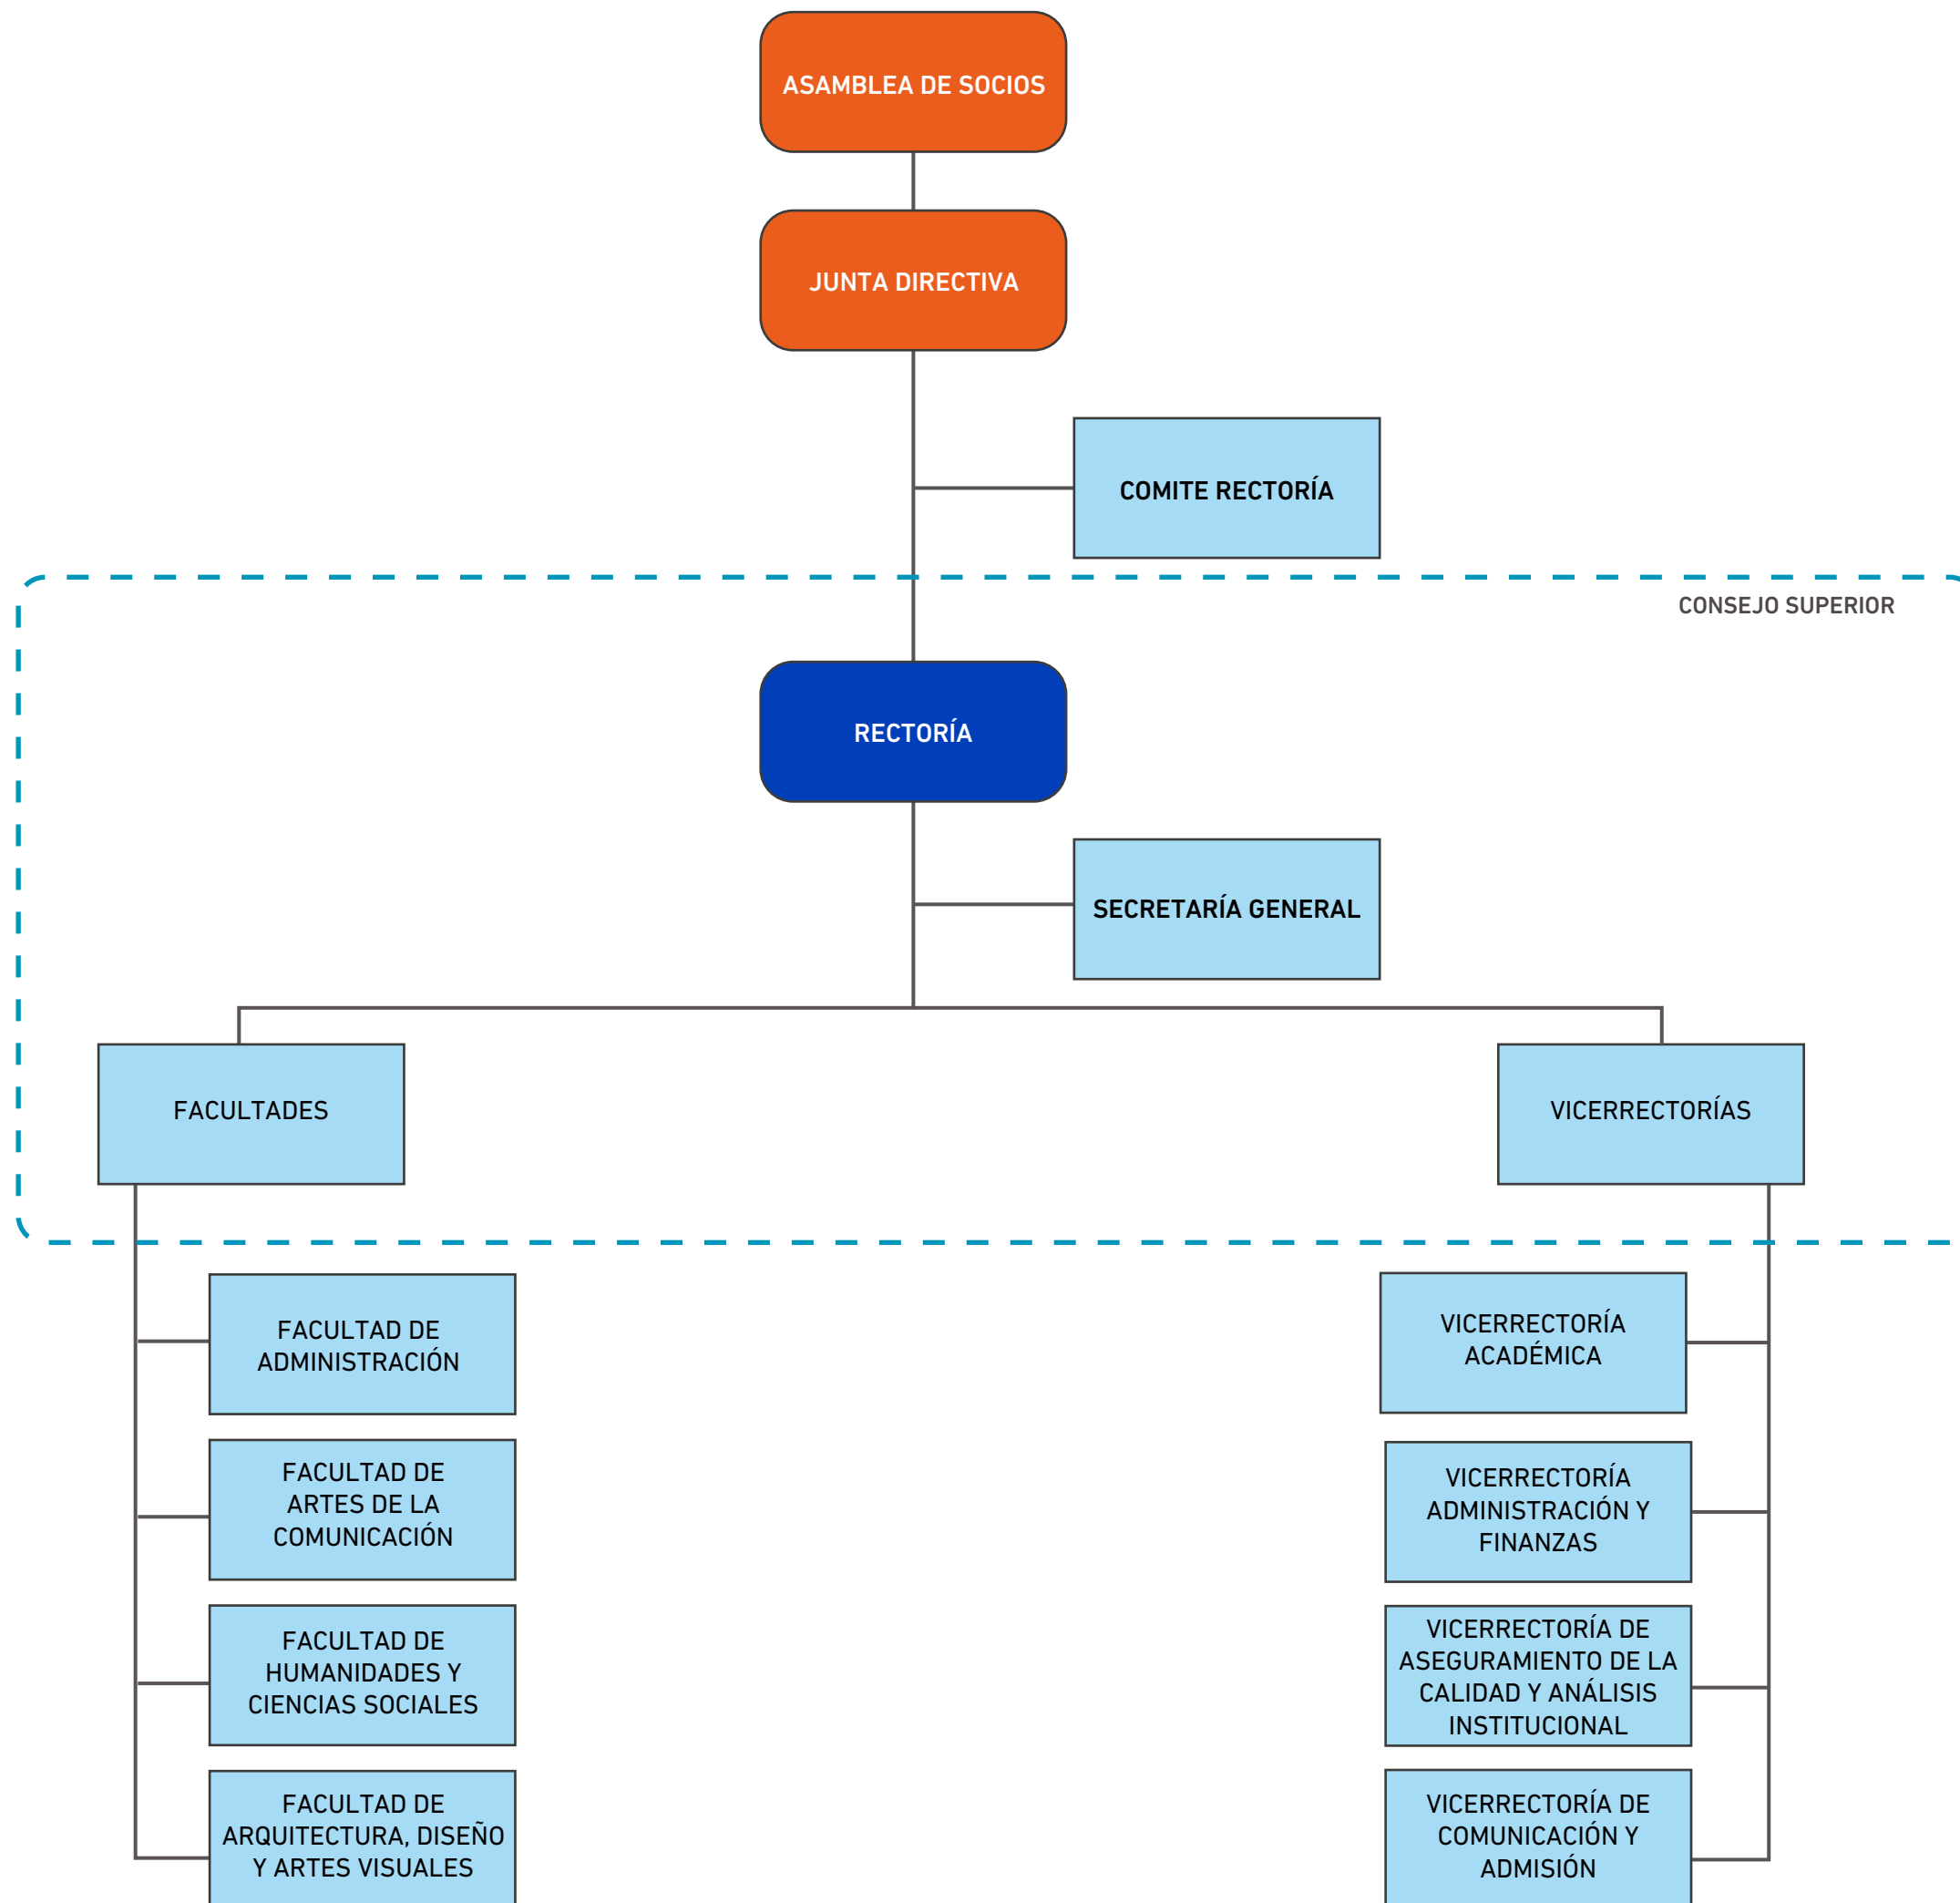 ASAMBLEA DE SOCIOS
JUNTA DIRECTIVA
COMITE RECTORÍA
CONSEJO SUPERIOR
RECTORÍA
SECRETARÍA GENERAL
FACULTADES
VICERRECTORÍAS
FACULTAD DE
ADMINISTRACIÓN
FACULTAD DE
ARTES DE LA
COMUNICACIÓN
FACULTAD DE
HUMANIDADES Y
CIENCIAS SOCIALES
FACULTAD DE
ARQUITECTURA, DISEÑO
Y ARTES VISUALES
VICERRECTORÍA
ACADÉMICA
VICERRECTORÍA
ADMINISTRACIÓN Y
FINANZAS
VICERRECTORÍA DE
ASEGURAMIENTO DE LA
CALIDAD Y ANÁLISIS
INSTITUCIONAL
VICERRECTORÍA DE
COMUNICACIÓN Y
ADMISIÓN